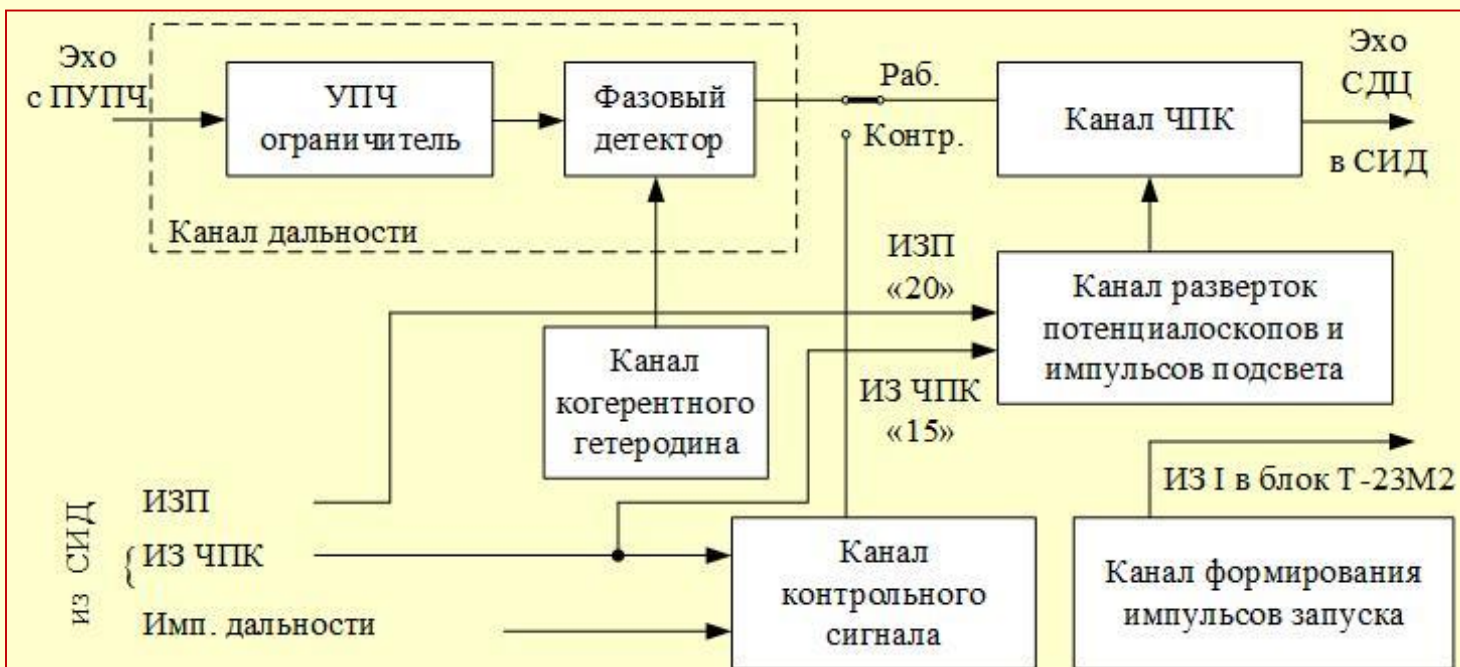 Эхо
с ПУПЧ
УПЧ
ограничитель
Фазовый
детектор
Раб.
Контр.
Канал ЧПК
Эхо
СДЦ
в СИД
Канал дальности
ИЗП
«20»
Канал разверток
потенциалоскопов и
импульсов подсвета
Канал
когерентного
гетеродина
ИЗ ЧПК
«15»
из СИД
ИЗП
{ ИЗ ЧПК
Имп. дальности
Канал
контрольного
сигнала
ИЗ I в блок Т-23М2
Канал формирования
импульсов запуска